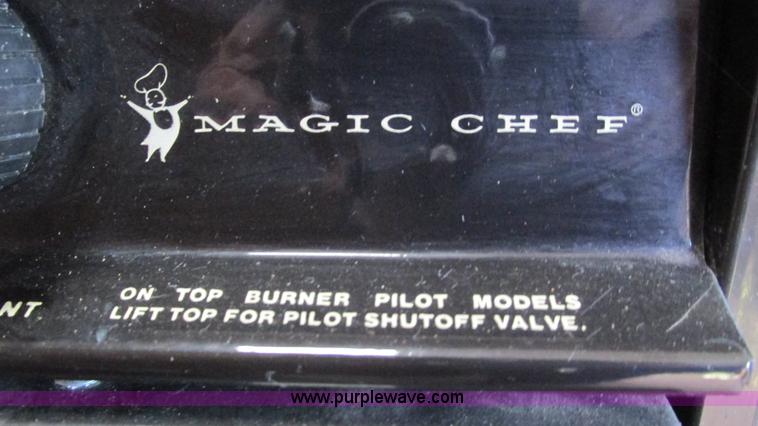 MAGIC CHEF®
ON TOP BURNER PILOT MODELS
NT LIFT TOP FOR PILOT SHUTOFF VALVE.
www.purplewave.com